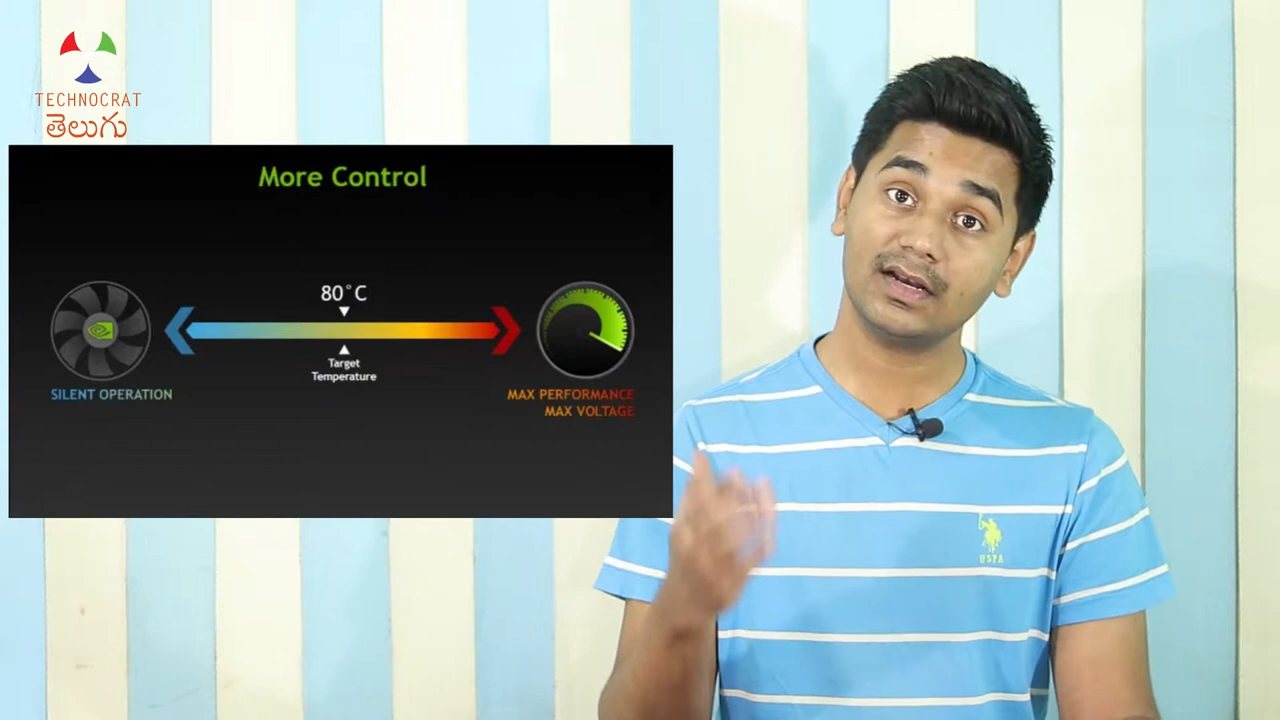 TECHNOCRAT
తెలుగు
More Control
80°C
Target
Temperature
SILENT OPERATION
MAX PERFORMANCE
MAX VOLTAGE
USPA